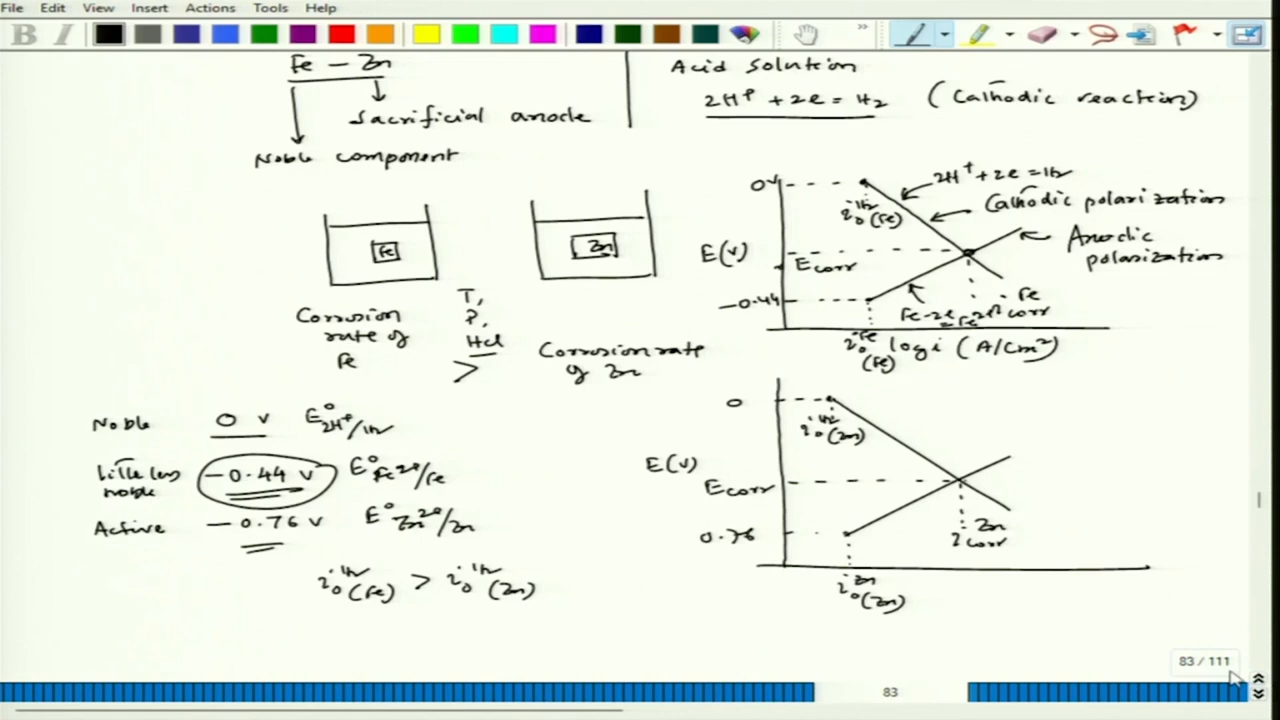 File Edit View Insert Actions Tools Help
B I
Fe – Zn
Sacrificial anode
Noble component
Acid solution
2H⁺ + 2e = H₂ (Cathodic reaction)
Fe
Zn
Corrosion rate of Fe
T,
P,
HCl
>
Corrosion rate of Zn
Noble 0 V E°2H⁺/H₂
Little less noble –0.44 V E°Fe²⁺/Fe
Active –0.76 V E°Zn²⁺/Zn
i₀ H₂ (Fe) > i₀ H₂ (Zn)
0V
2H⁺ + 2e = H₂
i₀ H₂ (Fe)
Cathodic polarization
E(V)
Ecorr
Anodic polarization
–0.44
Fe-2e = Fe²⁺
i Fe corr
i₀ Fe (Fe)
log i (A/cm²)
0
i₀ H₂ (Zn)
E(V)
Ecorr
0.76
i Zn corr
i₀ Zn (Zn)
83 / 111
83